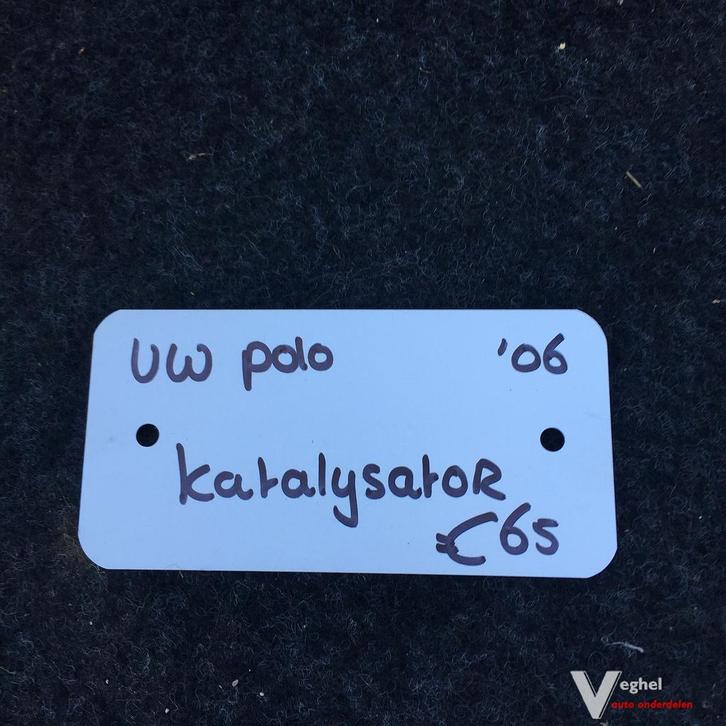 VW polo '06
katalysatoR
€65
Veghel
auto onderdelen